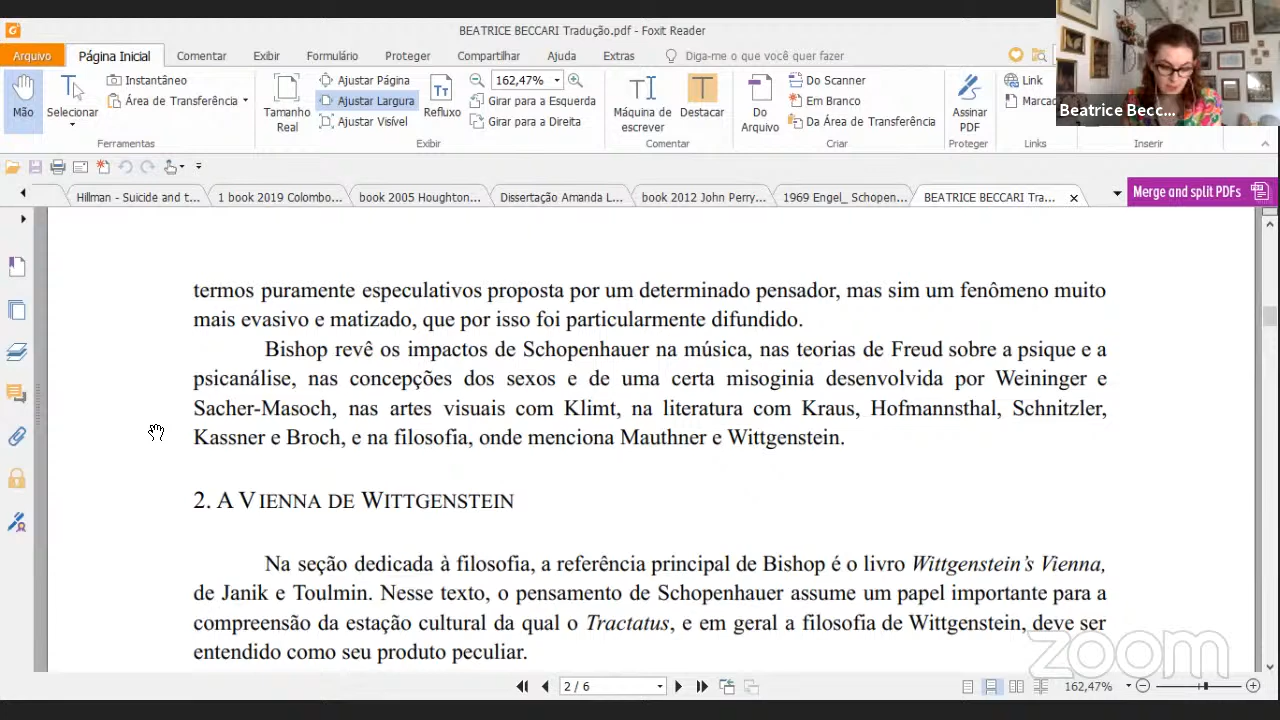 BEATRICE BECCARI Tradução.pdf - Foxit Reader
Arquivo Página Inicial Comentar Exibir Formulário Proteger Compartilhar Ajuda Extras Diga-me o que você quer fazer
Mão
Selecionar
Instantâneo
Área de Transferência
Ferramentas
Tamanho Real
Ajustar Página
Ajustar Largura
Ajustar Visível
Refluxo
162,47%
Girar para a Esquerda
Girar para a Direita
Exibir
Máquina de escrever
Destacar
Comentar
Do Arquivo
Do Scanner
Em Branco
Da Área de Transferência
Criar
Assinar PDF
Proteger
Link
Links
Inserir
Beatrice Becc...
Hillman - Suicide and t... 1 book 2019 Colombo... book 2005 Houghton... Dissertação Amanda L... book 2012 John Perry,... 1969 Engel_ Schopen... BEATRICE BECCARI Tra...
Merge and split PDFs
termos puramente especulativos proposta por um determinado pensador, mas sim um fenômeno muito
mais evasivo e matizado, que por isso foi particularmente difundido.
Bishop revê os impactos de Schopenhauer na música, nas teorias de Freud sobre a psique e a
psicanálise, nas concepções dos sexos e de uma certa misoginia desenvolvida por Weininger e
Sacher-Masoch, nas artes visuais com Klimt, na literatura com Kraus, Hofmannsthal, Schnitzler,
Kassner e Broch, e na filosofia, onde menciona Mauthner e Wittgenstein.
2. A VIENNA DE WITTGENSTEIN
Na seção dedicada à filosofia, a referência principal de Bishop é o livro Wittgenstein's Vienna,
de Janik e Toulmin. Nesse texto, o pensamento de Schopenhauer assume um papel importante para a
compreensão da estação cultural da qual o Tractatus, e em geral a filosofia de Wittgenstein, deve ser
entendido como seu produto peculiar.
zoom
2 / 6
162,47%